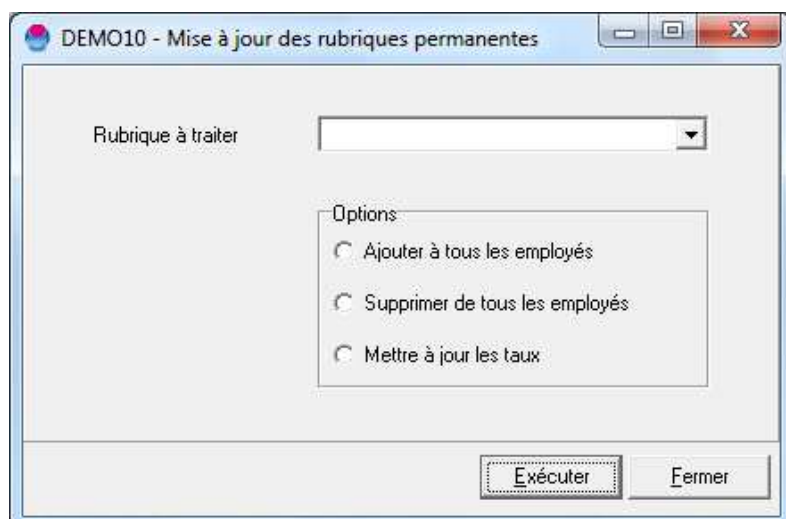 DEMO10 - Mise à jour des rubriques permanentes
Rubrique à traiter
Options
Ajouter à tous les employés
Supprimer de tous les employés
Mettre à jour les taux
Exécuter Fermer